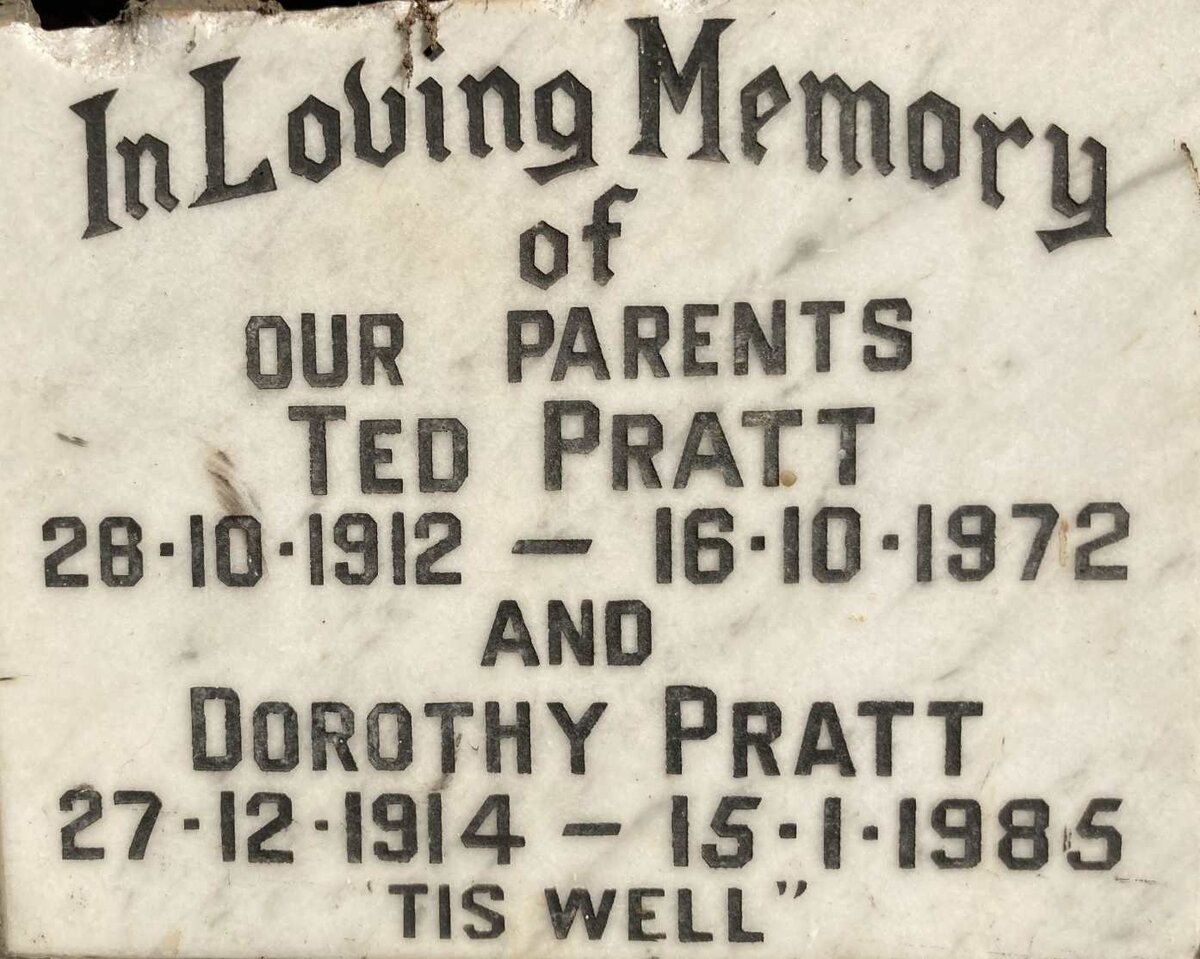 In Loving Memory
of
OUR PARENTS
TED PRATT
28·10·1912 — 16·10·1972
AND
DOROTHY PRATT
27·12·1914 — 15·1·1985
"TIS WELL"